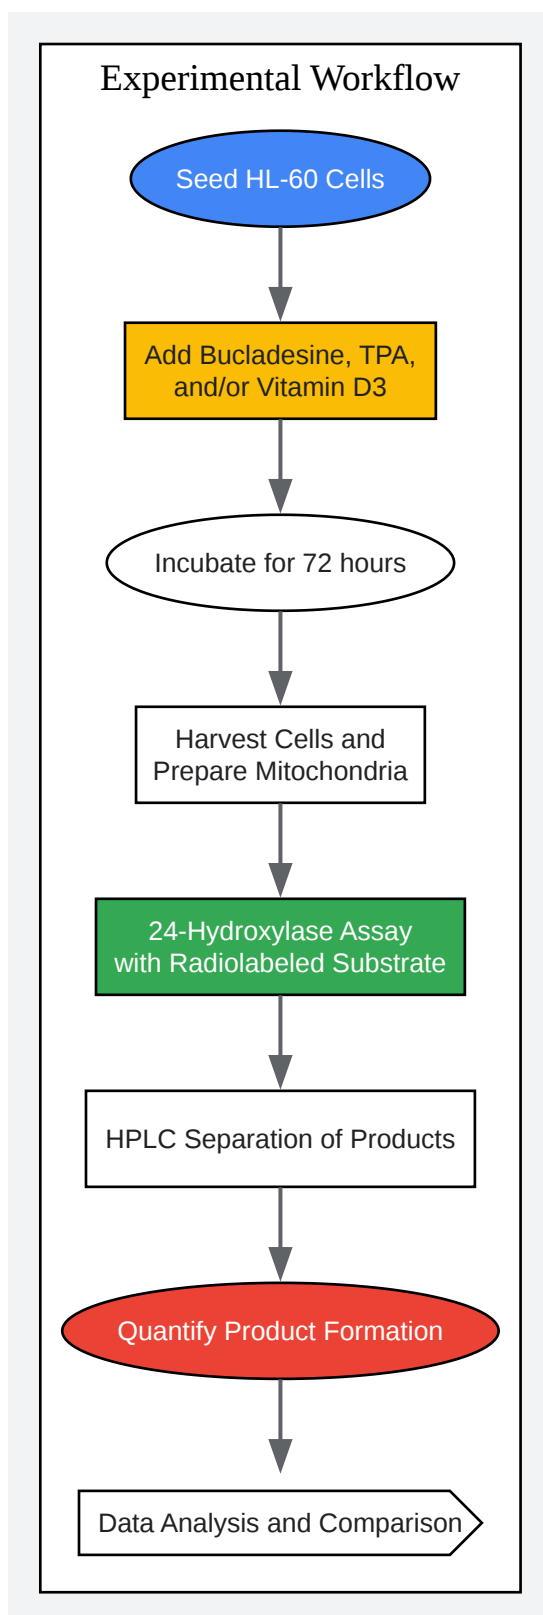 Experimental Workflow
Seed HL-60 Cells
Add Bucladesine, TPA,
and/or Vitamin D3
Incubate for 72 hours
Harvest Cells and
Prepare Mitochondria
24-Hydroxylase Assay
with Radiolabeled Substrate
HPLC Separation of Products
Quantify Product Formation
Data Analysis and Comparison